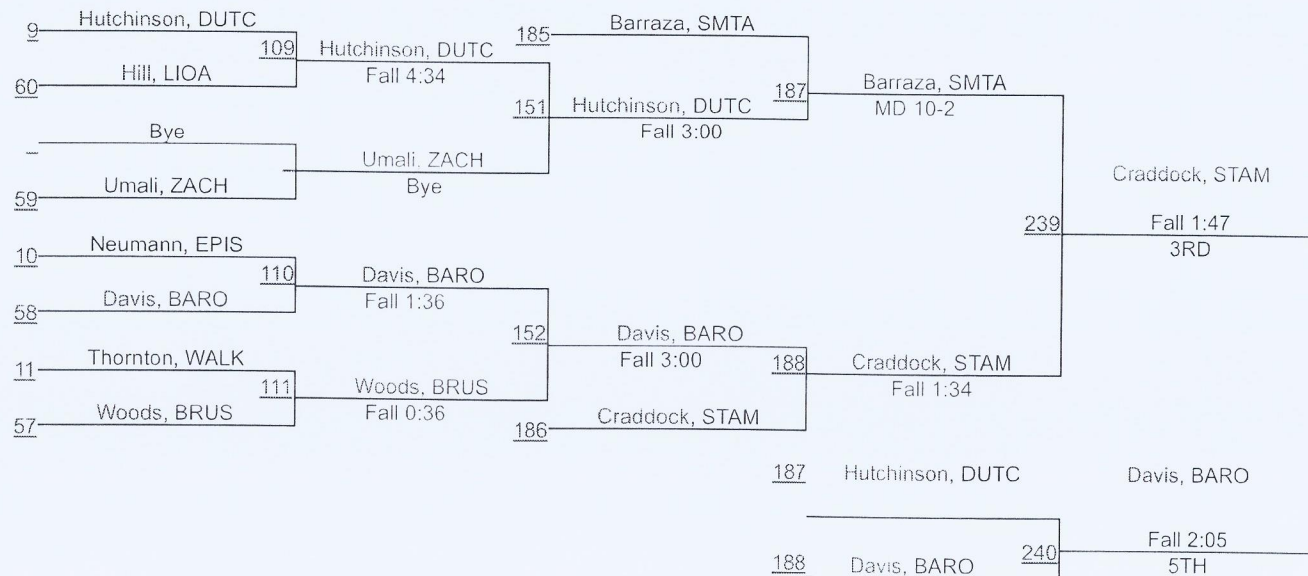 Hutchinson, DUTC
9
109
Hill, LIOA
60
Hutchinson, DUTC
Fall 4:34
Bye
Umali, ZACH
59
Umali, ZACH
Bye
151
Hutchinson, DUTC
Fall 3:00
185
Barraza, SMTA
187
Barraza, SMTA
MD 10-2
Neumann, EPIS
10
110
Davis, BARO
58
Davis, BARO
Fall 1:36
Thornton, WALK
11
111
Woods, BRUS
57
Woods, BRUS
Fall 0:36
152
Davis, BARO
Fall 3:00
188
Craddock, STAM
186
Craddock, STAM
Fall 1:34
239
Craddock, STAM
Fall 1:47
3RD
187 Hutchinson, DUTC
188 Davis, BARO
240
Davis, BARO
Fall 2:05
5TH